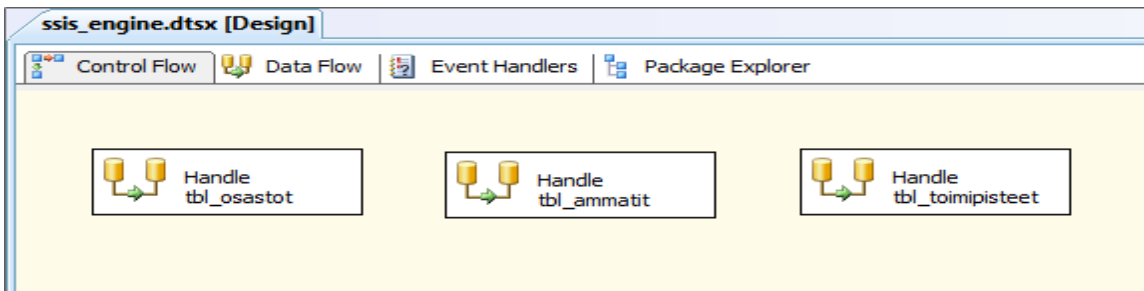 ssis_engine.dtsx [Design]
Control Flow
Data Flow
Event Handlers
Package Explorer
Handle
tbl_osastot
Handle
tbl_ammatit
Handle
tbl_toimipisteet